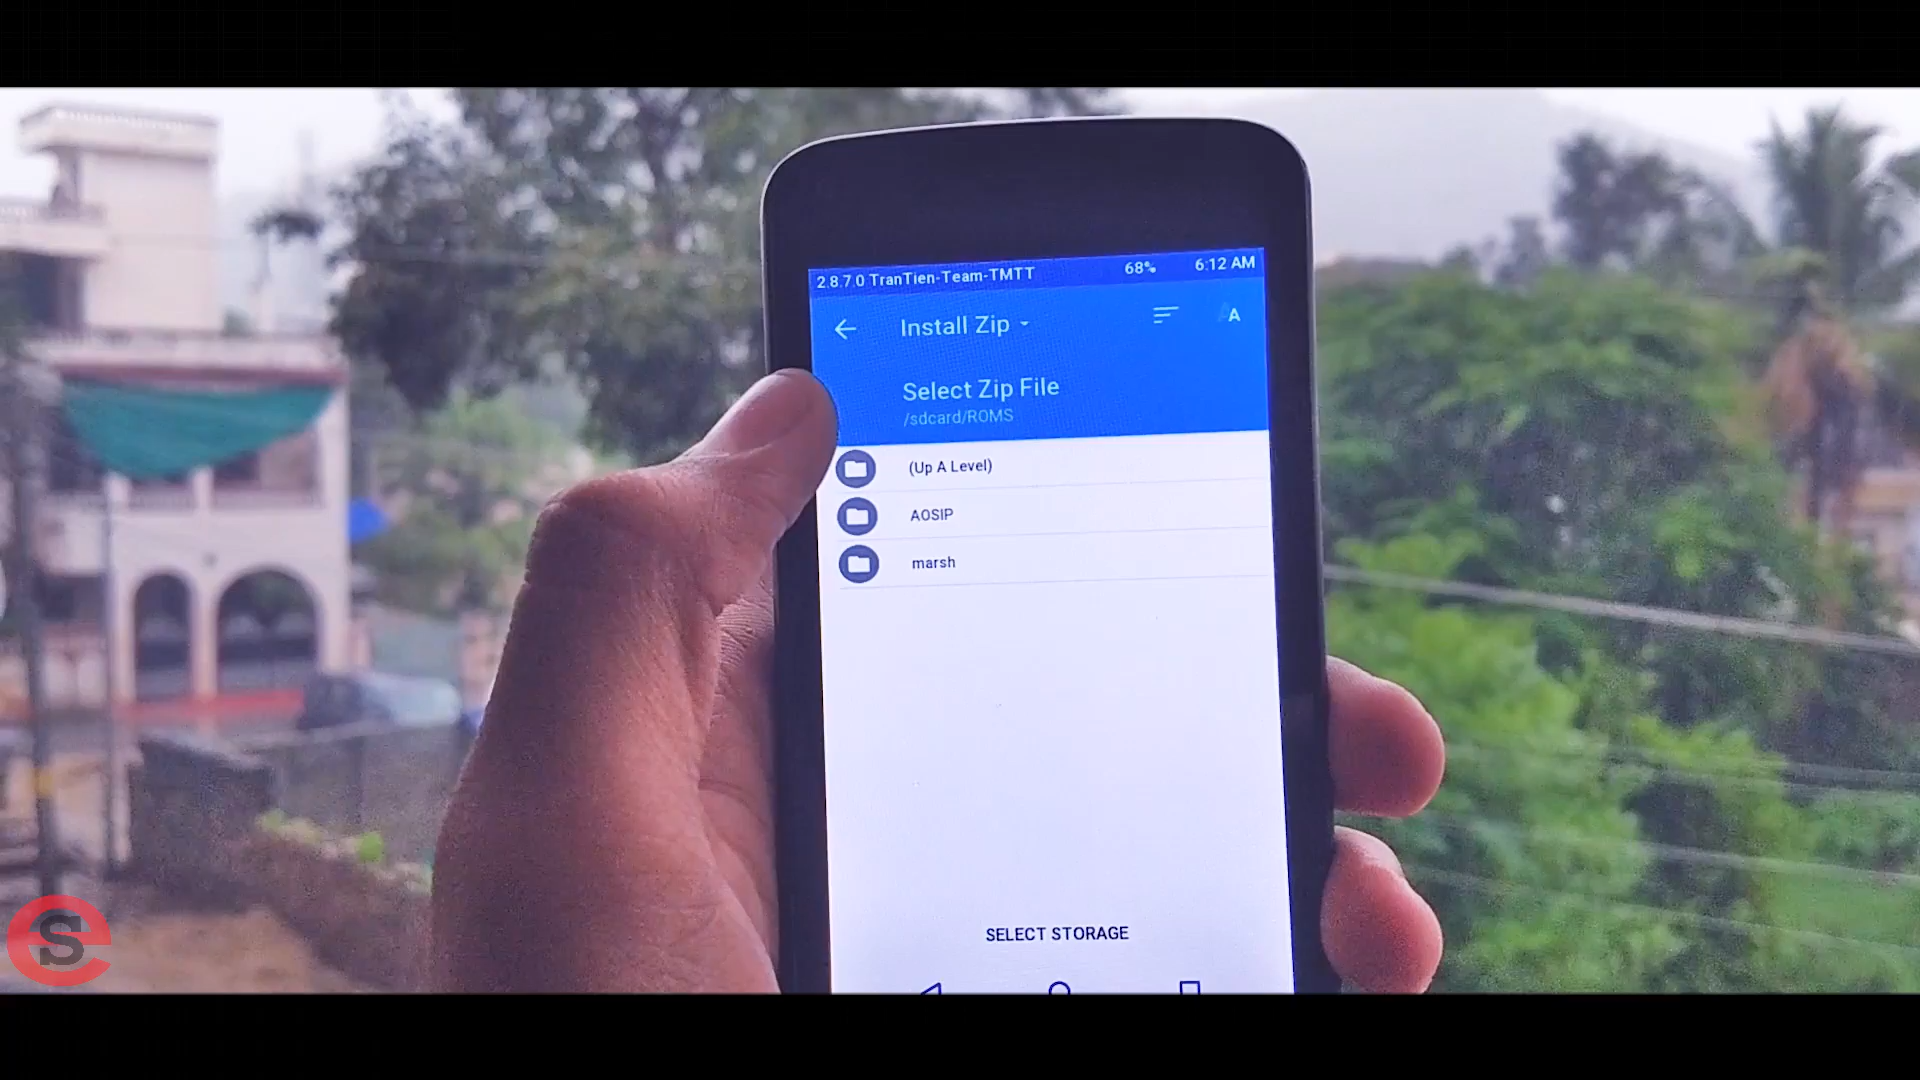 2.8.7.0 TranTien-Team-TMTT 68% 6:12 AM
Install Zip
A
Select Zip File
/sdcard/ROMS
(Up A Level)
AOSIP
marsh
SELECT STORAGE
eS